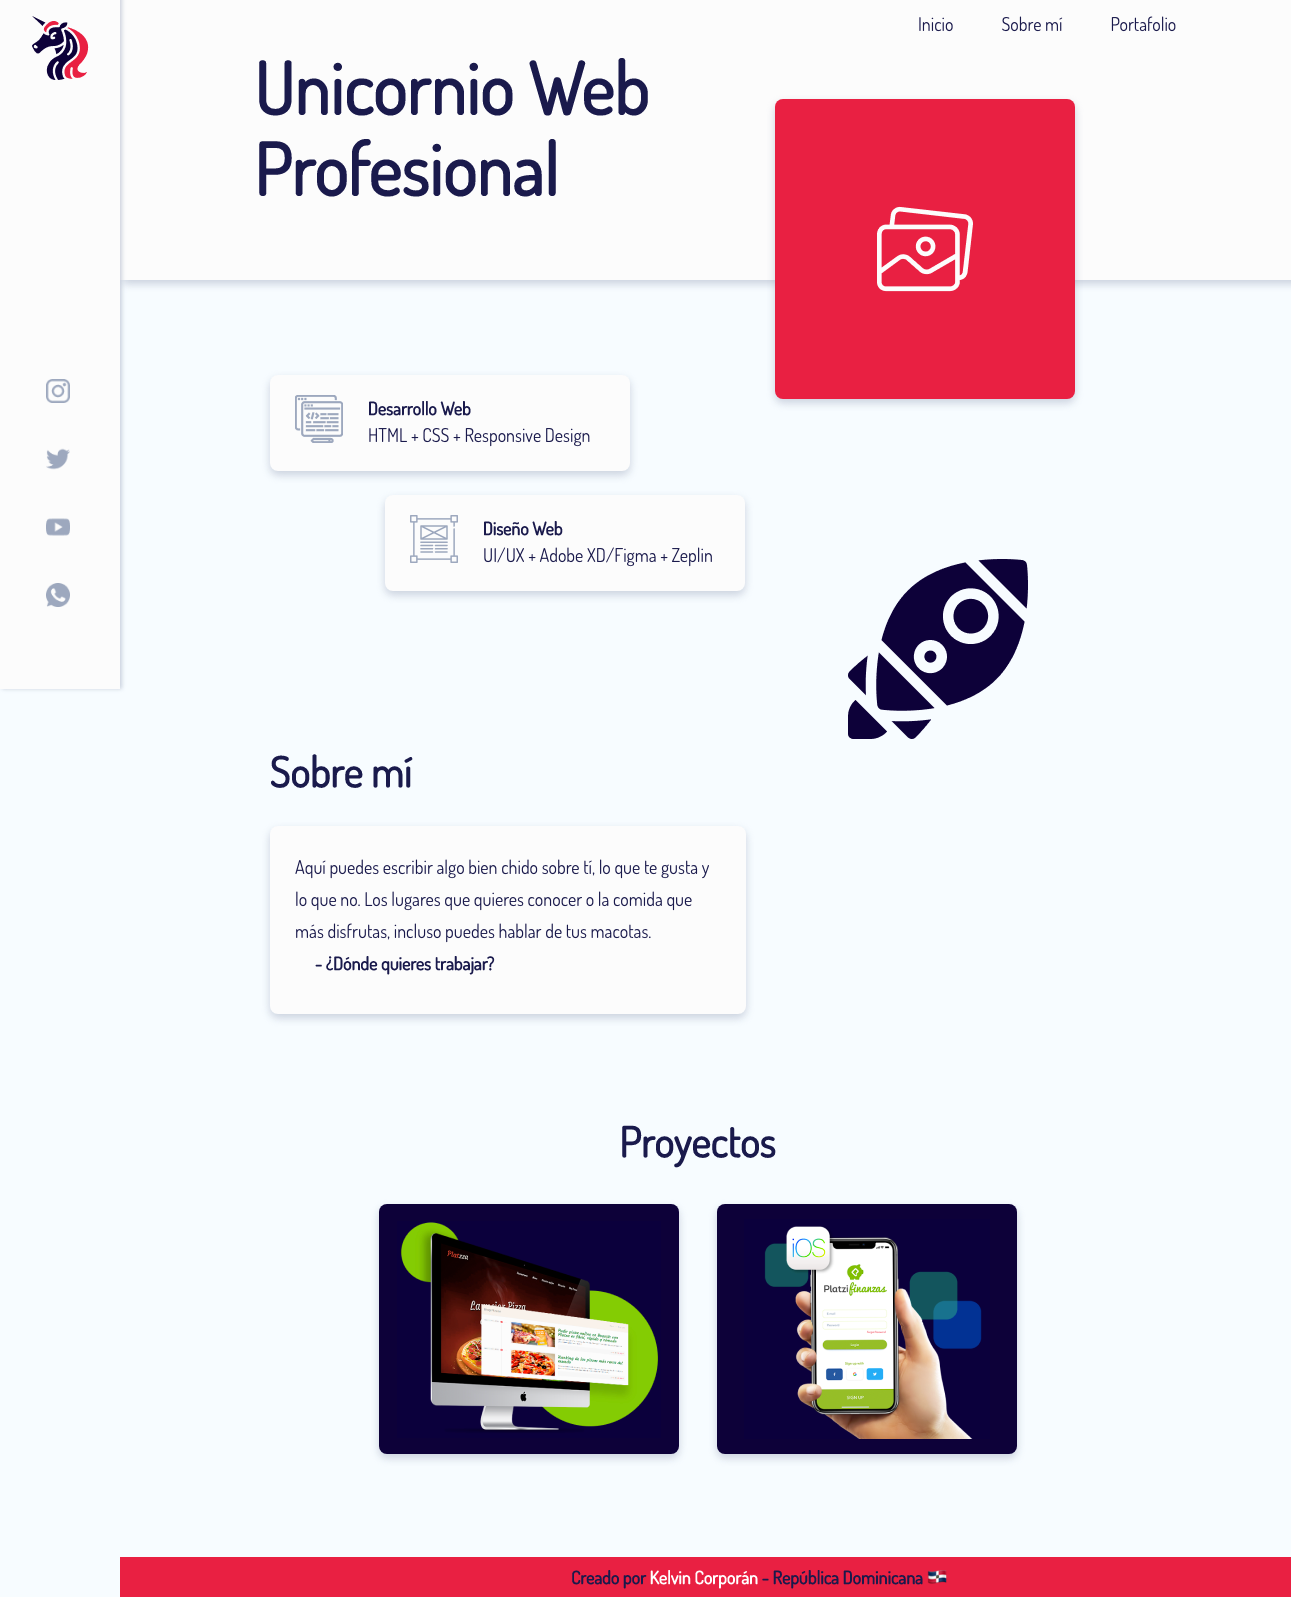 Inicio
Sobre mí
Portafolio
Unicornio Web
Profesional
Desarrollo Web
HTML + CSS + Responsive Design
Diseño Web
UI/UX + Adobe XD/Figma + Zeplin
Sobre mí
Aquí puedes escribir algo bien chido sobre tí, lo que te gusta y
lo que no. Los lugares que quieres conocer o la comida que
más disfrutas, incluso puedes hablar de tus macotas.
- ¿Dónde quieres trabajar?
Proyectos
Platzza
iOS
Platzi finanzas
SIGN UP
Creado por Kelvin Corporán - República Dominicana 🇩🇴